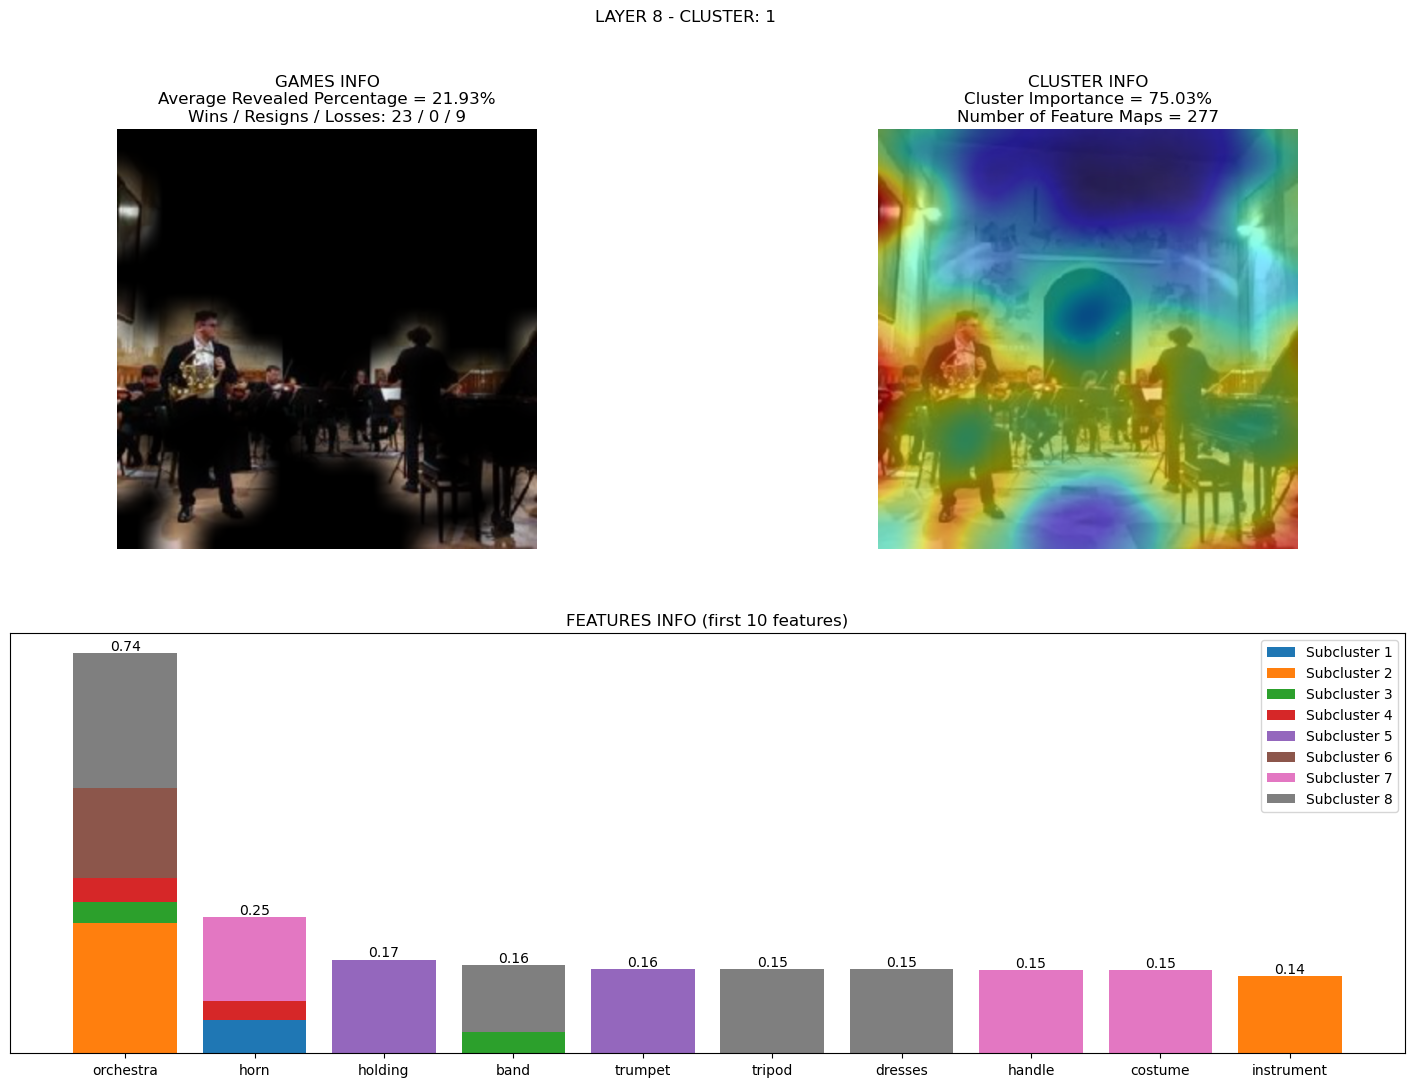 LAYER 8 - CLUSTER: 1
GAMES INFO
Average Revealed Percentage = 21.93%
Wins / Resigns / Losses: 23 / 0 / 9
CLUSTER INFO
Cluster Importance = 75.03%
Number of Feature Maps = 277
FEATURES INFO (first 10 features)
0.74
0.25
0.17
0.16
0.16
0.15
0.15
0.15
0.15
0.14
Subcluster 1
Subcluster 2
Subcluster 3
Subcluster 4
Subcluster 5
Subcluster 6
Subcluster 7
Subcluster 8
orchestra
horn
holding
band
trumpet
tripod
dresses
handle
costume
instrument